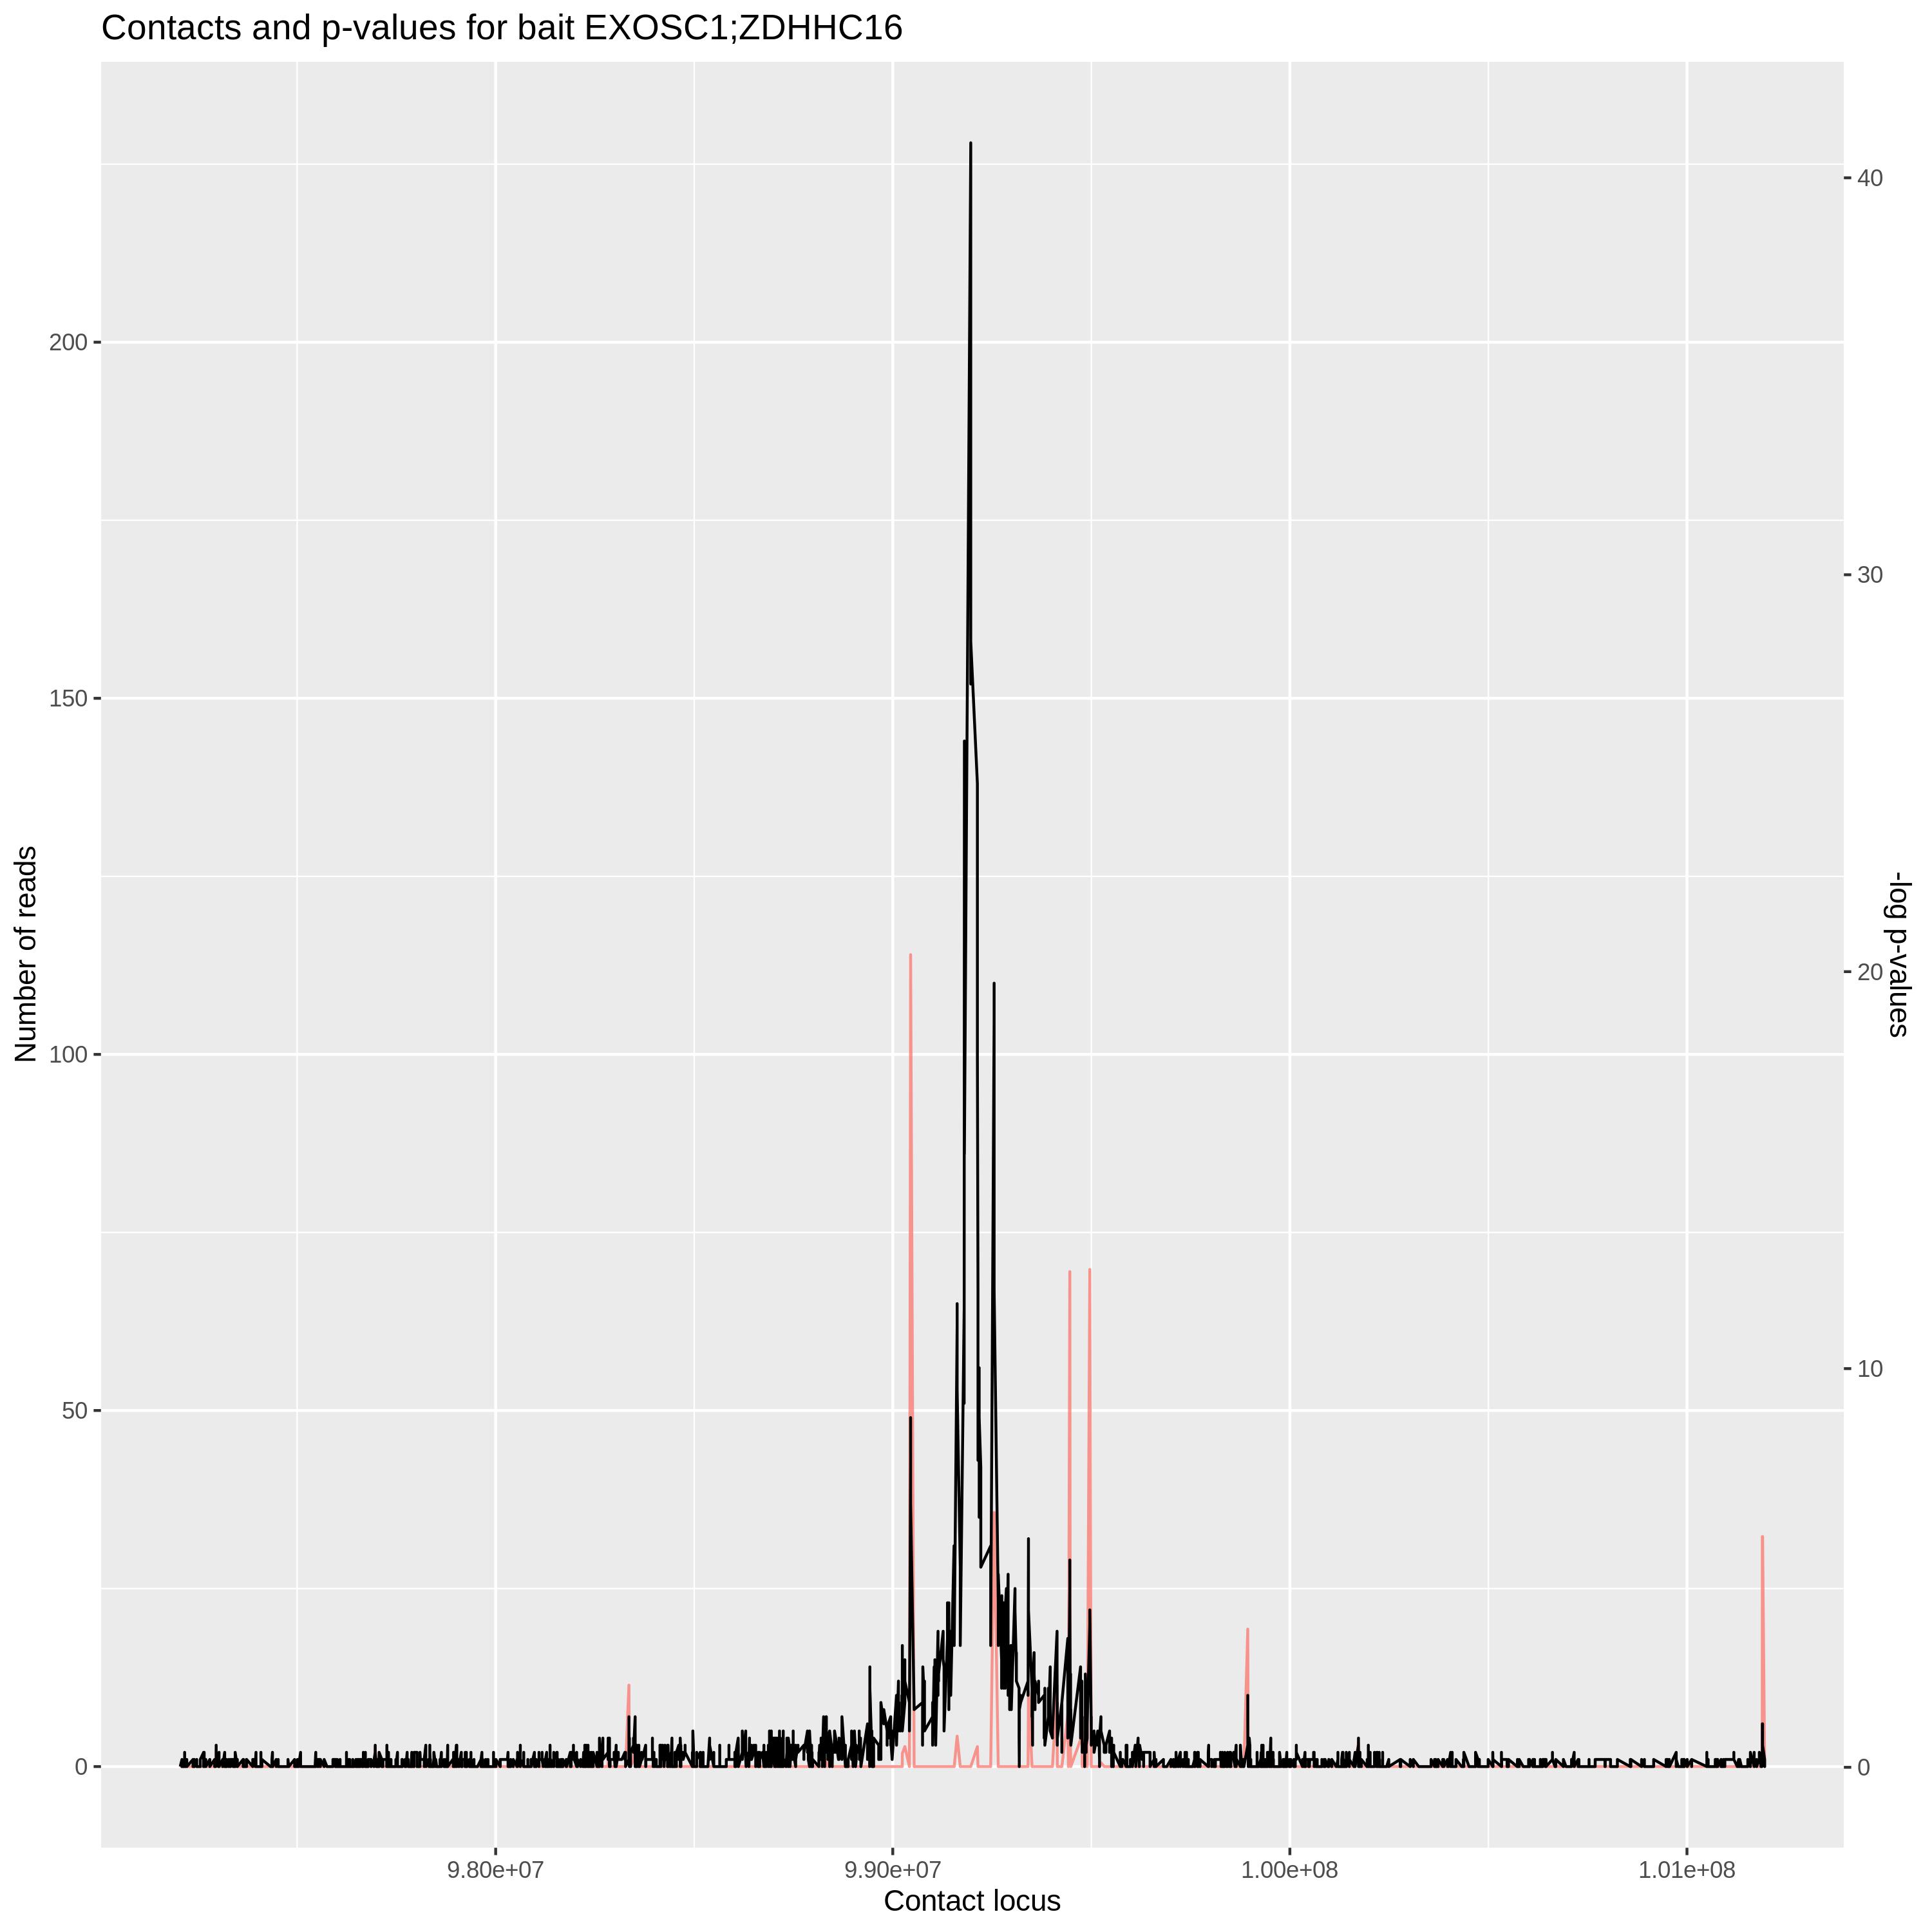 Contacts and p-values for bait EXOSC1;ZDHHC16
Number of reads
200
150
100
50
0
-log p-values
40
30
20
10
0
9.80e+07
9.90e+07
1.00e+08
1.01e+08
Contact locus